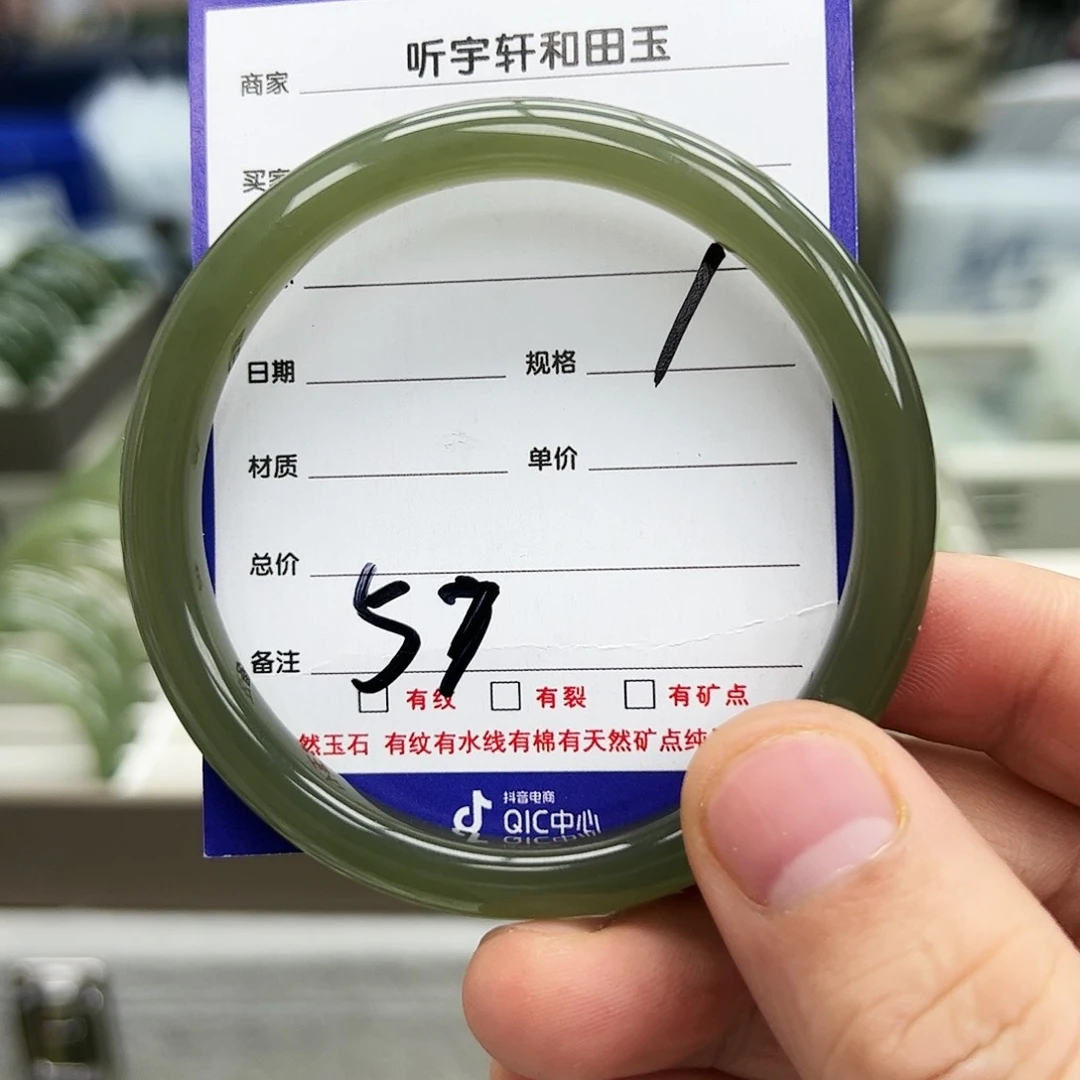 听宇轩和田玉
商家
买家
日期 规格
材质 单价
总价
57
备注
有纹 有裂 有矿点
然玉石 有纹有水线有棉有天然矿点
抖音电商
QIC中心